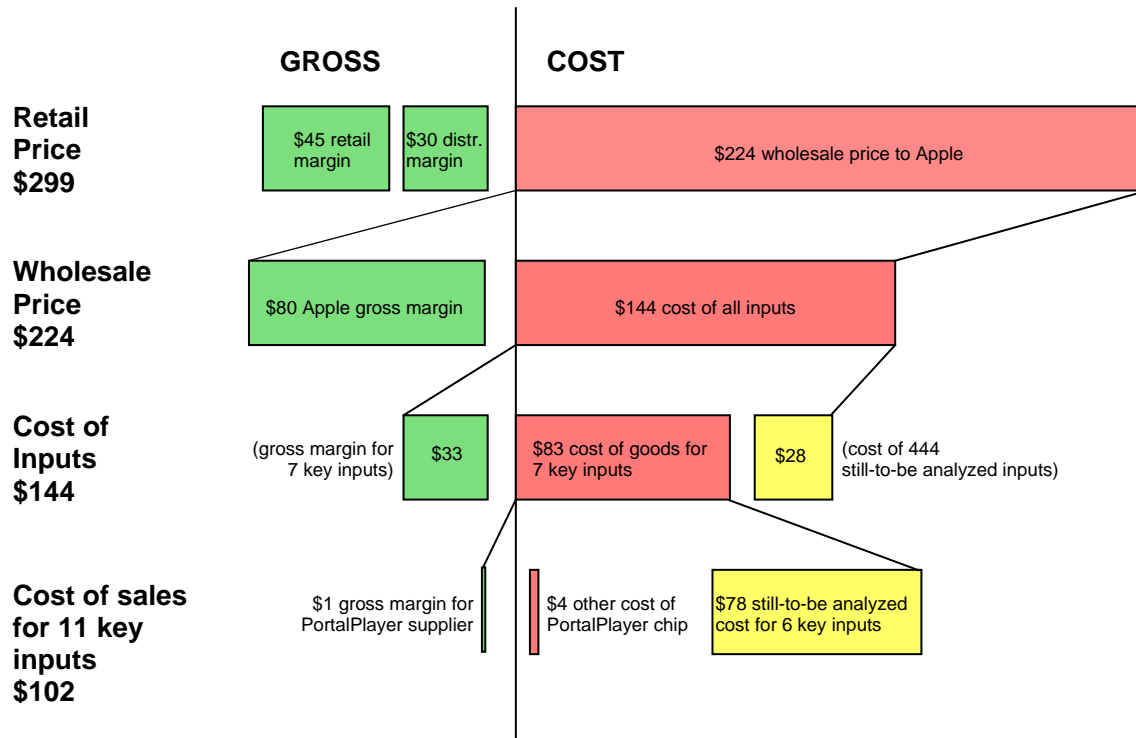 GROSS
COST
Retail
Price
$299
$45 retail
margin
$30 distr.
margin
$224 wholesale price to Apple
Wholesale
Price
$224
$80 Apple gross margin
$144 cost of all inputs
Cost of
Inputs
$144
(gross margin for
7 key inputs)
$33
$83 cost of goods for
7 key inputs
$28
(cost of 444
still-to-be analyzed inputs)
Cost of sales
for 11 key
inputs
$102
$1 gross margin for
PortalPlayer supplier
$4 other cost of
PortalPlayer chip
$78 still-to-be analyzed
cost for 6 key inputs